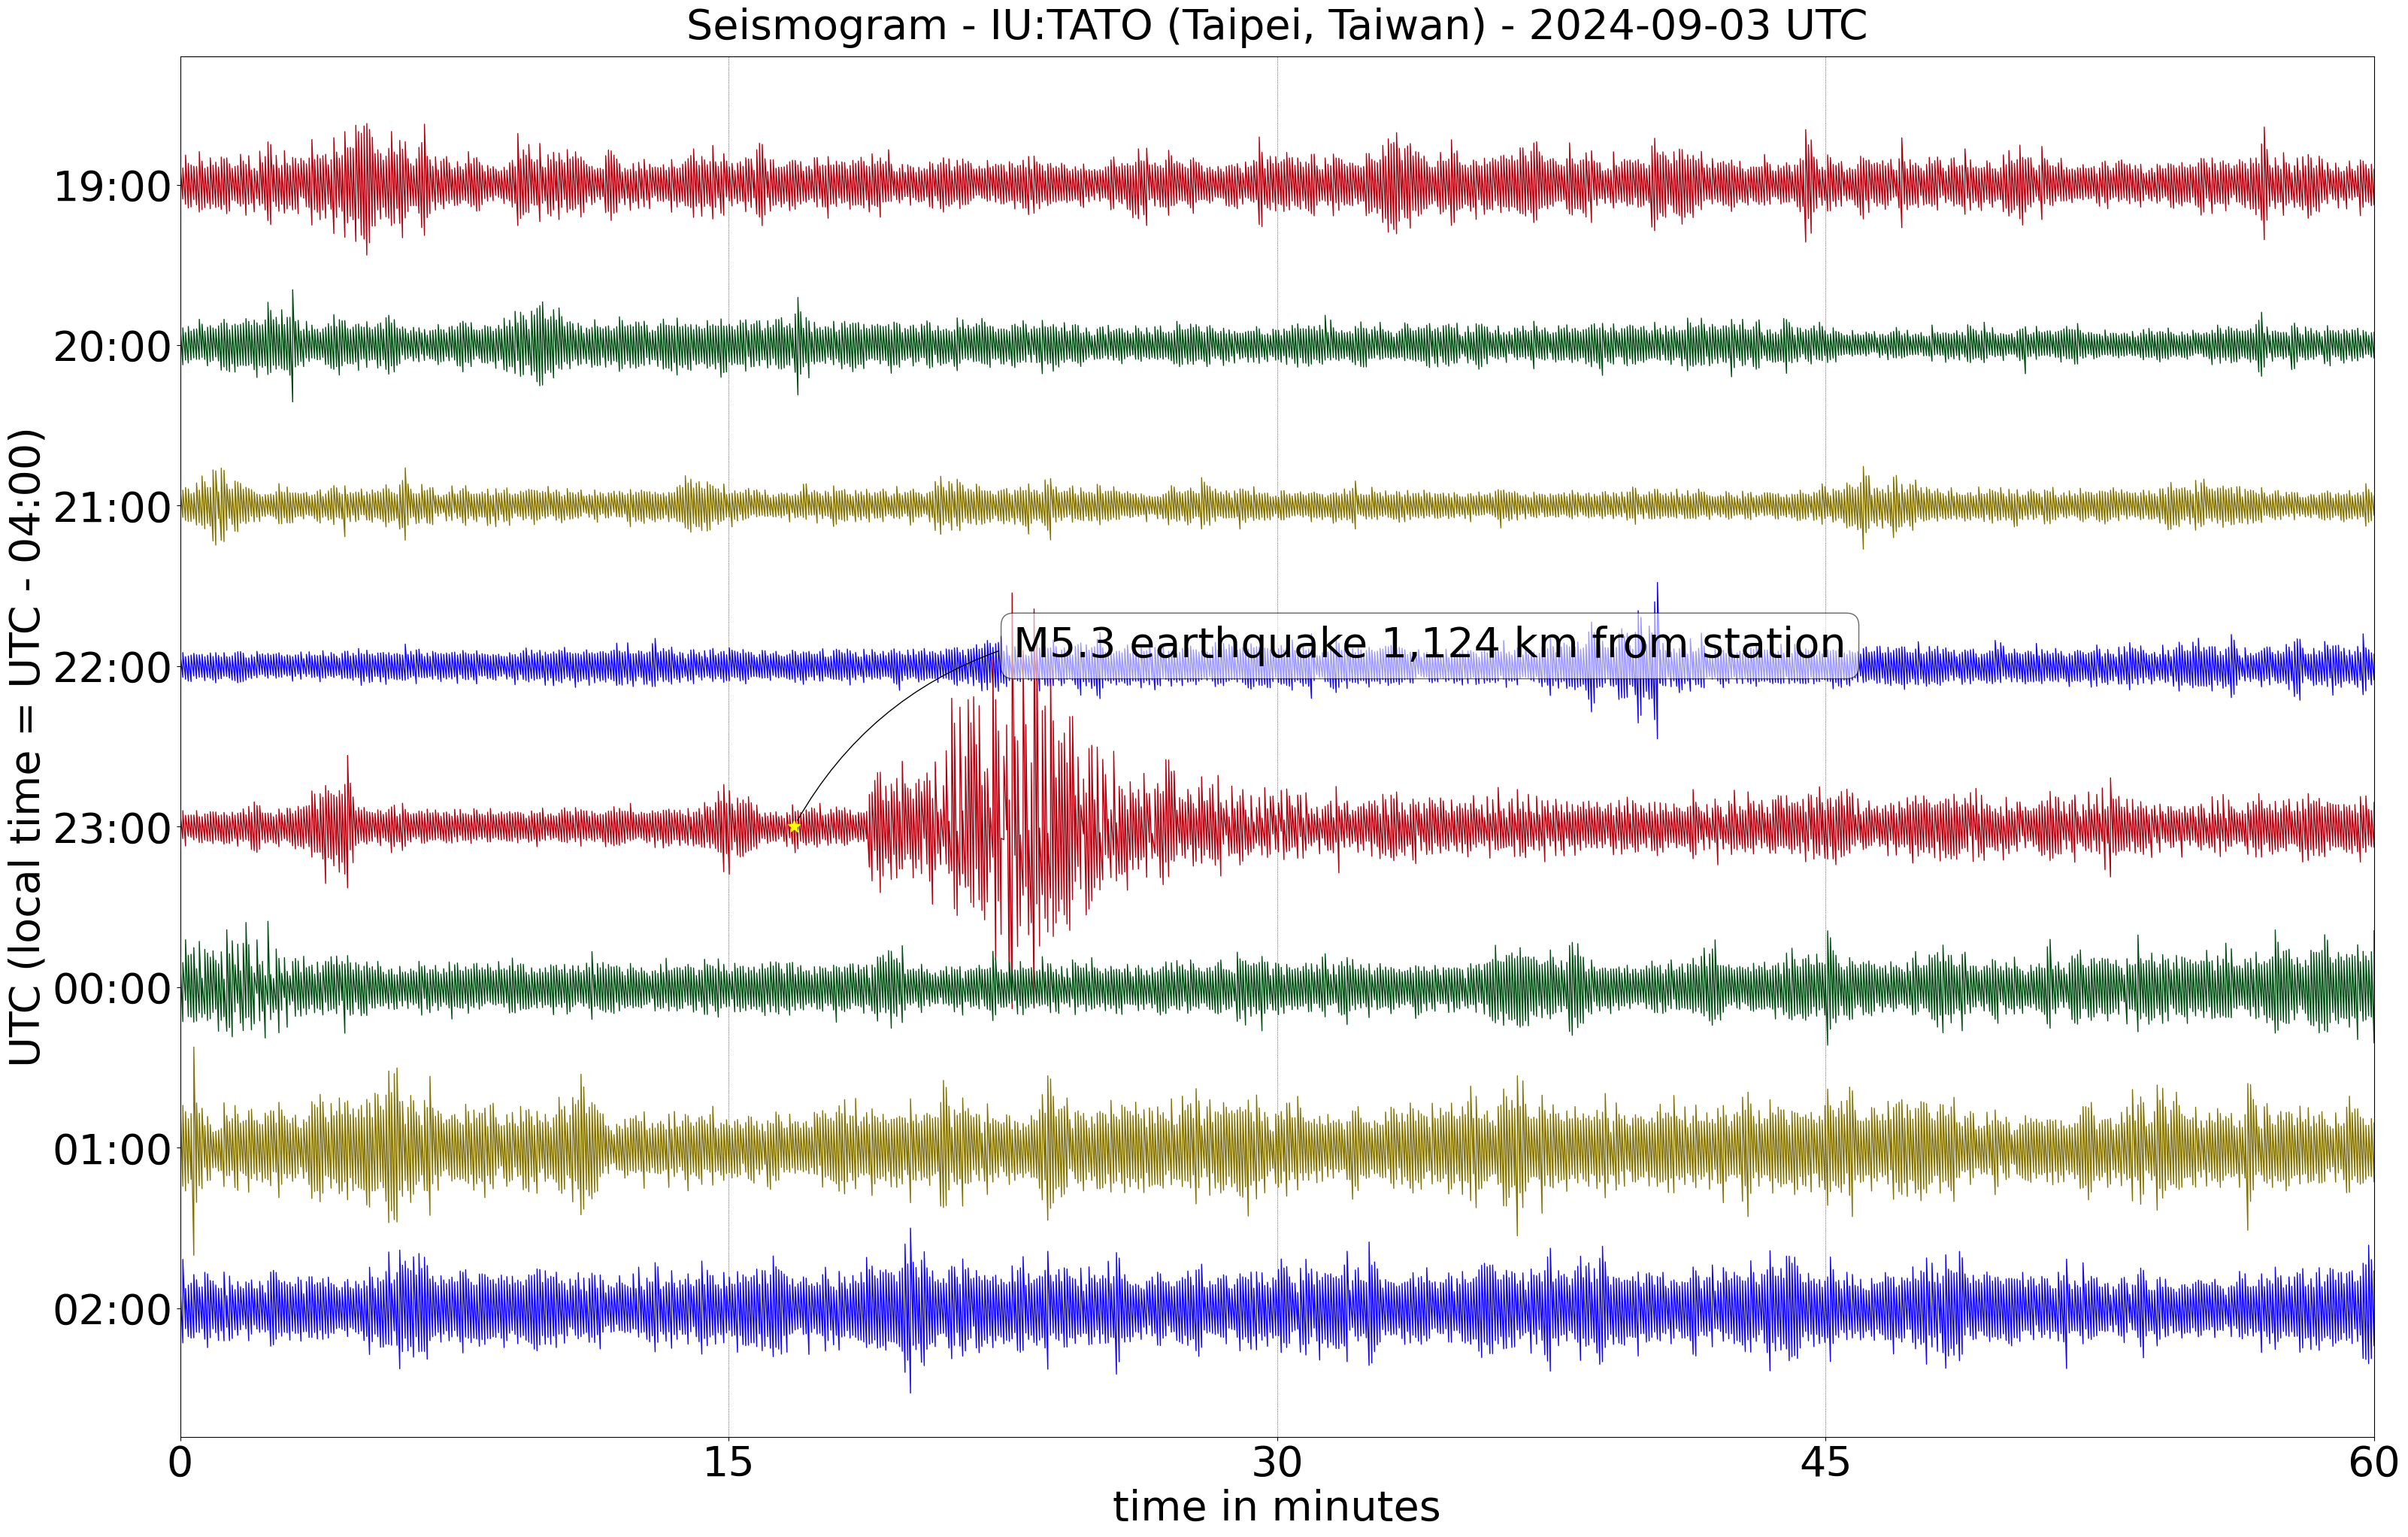 Seismogram - IU:TATO (Taipei, Taiwan) - 2024-09-03 UTC
UTC (local time = UTC - 04:00)
19:00
20:00
21:00
22:00
M5.3 earthquake 1,124 km from station
23:00
00:00
01:00
02:00
0 15 30 45 60
time in minutes